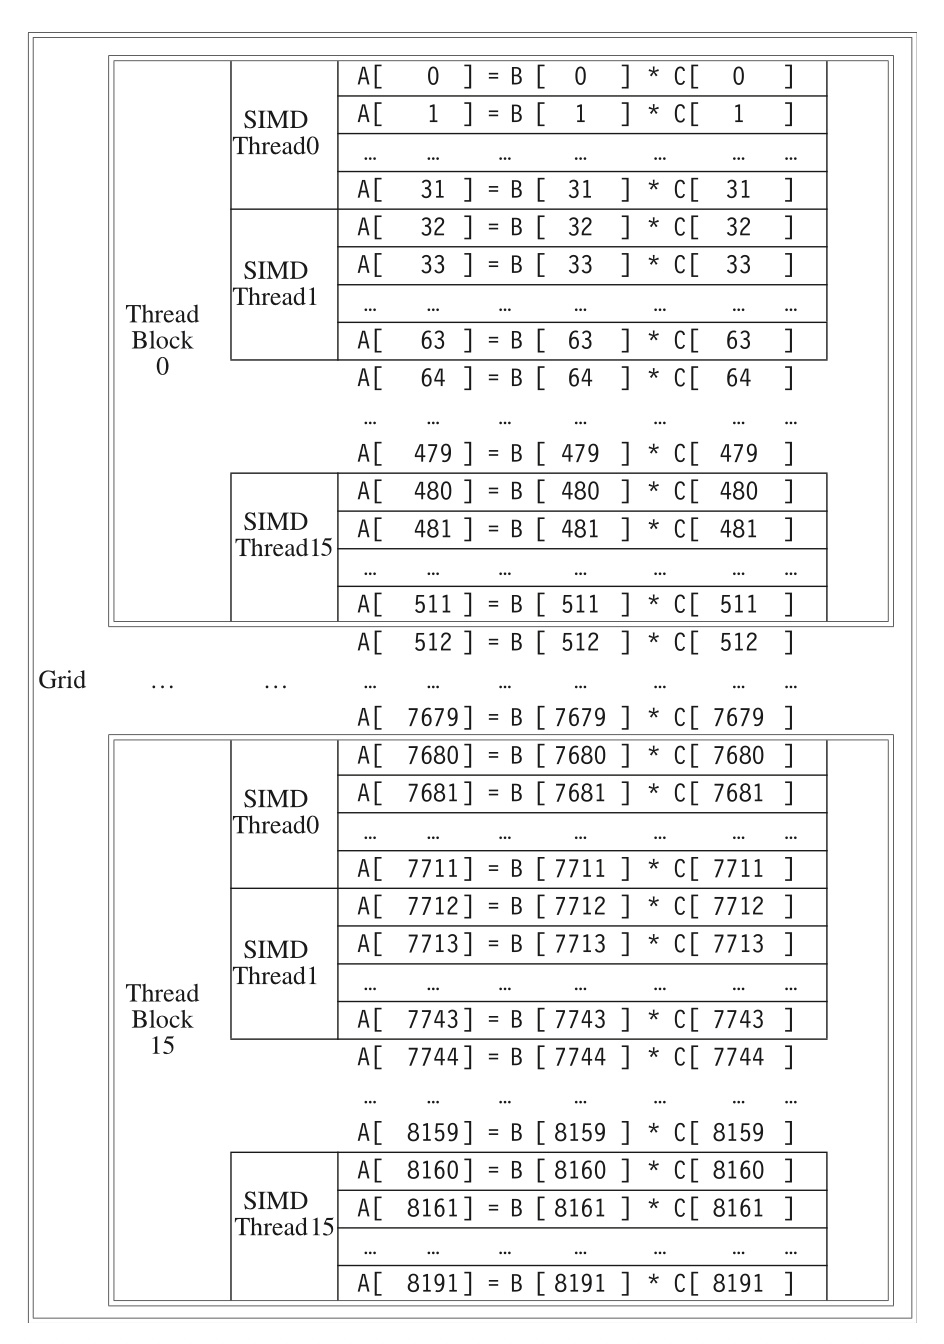 A[ 0 ] = B [ 0 ] * C[ 0 ]
A[ 1 ] = B [ 1 ] * C[ 1 ]
SIMD
Thread0
... ... ... ... ... ... ...
A[ 31 ] = B [ 31 ] * C[ 31 ]
A[ 32 ] = B [ 32 ] * C[ 32 ]
A[ 33 ] = B [ 33 ] * C[ 33 ]
SIMD
Thread1
... ... ... ... ... ... ...
Thread
Block
0
A[ 63 ] = B [ 63 ] * C[ 63 ]
A[ 64 ] = B [ 64 ] * C[ 64 ]
... ... ... ... ... ... ...
A[ 479 ] = B [ 479 ] * C[ 479 ]
A[ 480 ] = B [ 480 ] * C[ 480 ]
A[ 481 ] = B [ 481 ] * C[ 481 ]
SIMD
Thread15
... ... ... ... ... ... ...
A[ 511 ] = B [ 511 ] * C[ 511 ]
A[ 512 ] = B [ 512 ] * C[ 512 ]
Grid ... ... ... ... ... ... ... ... ...
A[ 7679 ] = B [ 7679 ] * C[ 7679 ]
A[ 7680 ] = B [ 7680 ] * C[ 7680 ]
A[ 7681 ] = B [ 7681 ] * C[ 7681 ]
SIMD
Thread0
... ... ... ... ... ... ...
A[ 7711 ] = B [ 7711 ] * C[ 7711 ]
A[ 7712 ] = B [ 7712 ] * C[ 7712 ]
A[ 7713 ] = B [ 7713 ] * C[ 7713 ]
SIMD
Thread1
... ... ... ... ... ... ...
Thread
Block
15
A[ 7743 ] = B [ 7743 ] * C[ 7743 ]
A[ 7744 ] = B [ 7744 ] * C[ 7744 ]
... ... ... ... ... ... ...
A[ 8159 ] = B [ 8159 ] * C[ 8159 ]
A[ 8160 ] = B [ 8160 ] * C[ 8160 ]
A[ 8161 ] = B [ 8161 ] * C[ 8161 ]
SIMD
Thread15
... ... ... ... ... ... ...
A[ 8191 ] = B [ 8191 ] * C[ 8191 ]